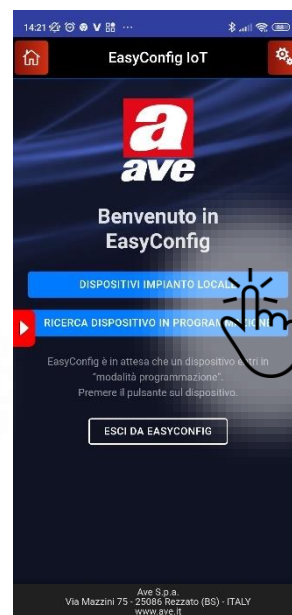 14:21
EasyConfig IoT
a
ave
Benvenuto in
EasyConfig
DISPOSITIVI IMPIANTO LOCALE
RICERCA DISPOSITIVO IN PROGRAMMAZIONE
EasyConfig è in attesa che un dispositivo entri in
"modalità programmazione".
Premere il pulsante sul dispositivo.
ESCI DA EASYCONFIG
Ave S.p.a.
Via Mazzini 75 - 25086 Rezzato (BS) - ITALY
www.ave.it